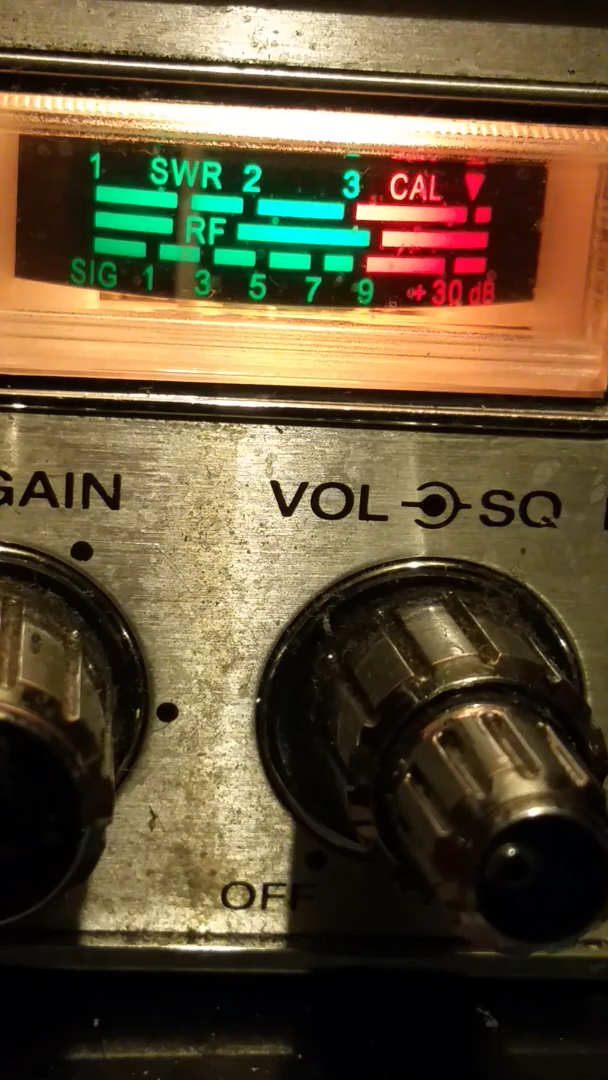 1 SWR 2 3 CAL
RF
SIG 1 3 5 7 9 + 30 dB
GAIN
VOL SQ
OFF